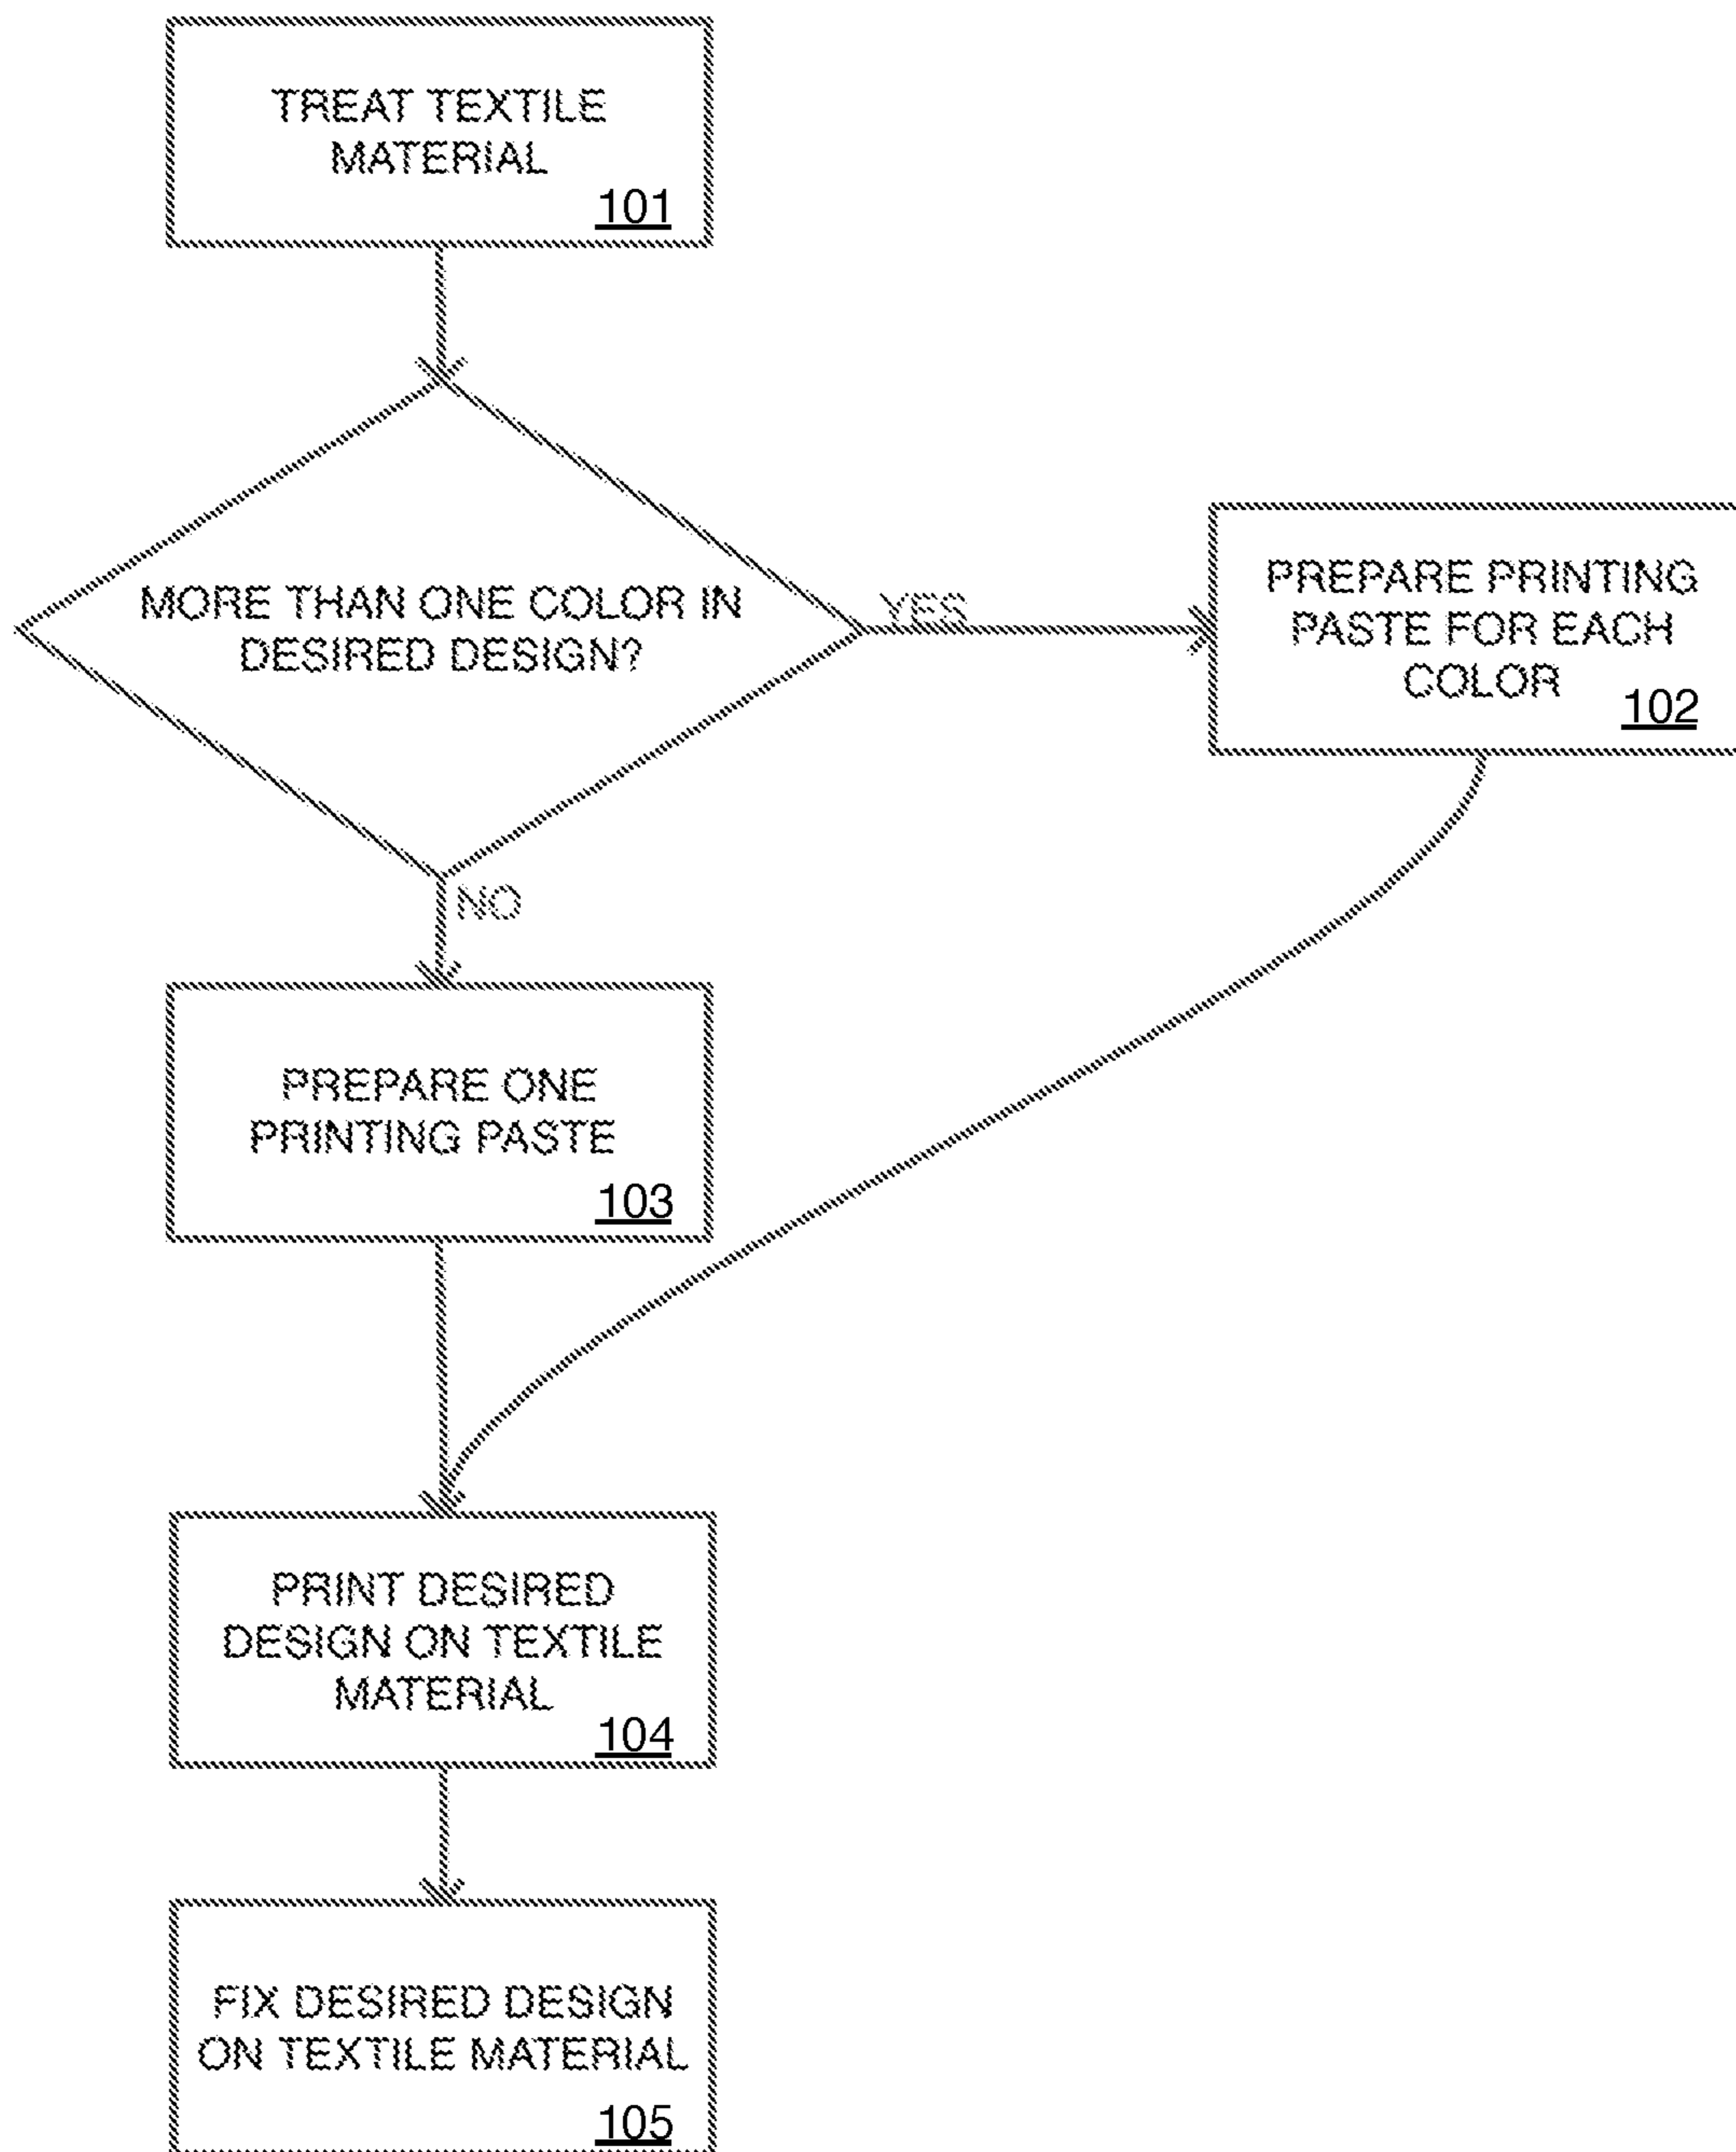 TREAT TEXTILE
MATERIAL
101
MORE THAN ONE COLOR IN
DESIRED DESIGN?
YES
PREPARE PRINTING
PASTE FOR EACH
COLOR
102
NO
PREPARE ONE
PRINTING PASTE
103
PRINT DESIRED
DESIGN ON TEXTILE
MATERIAL
104
FIX DESIRED DESIGN
ON TEXTILE MATERIAL
105